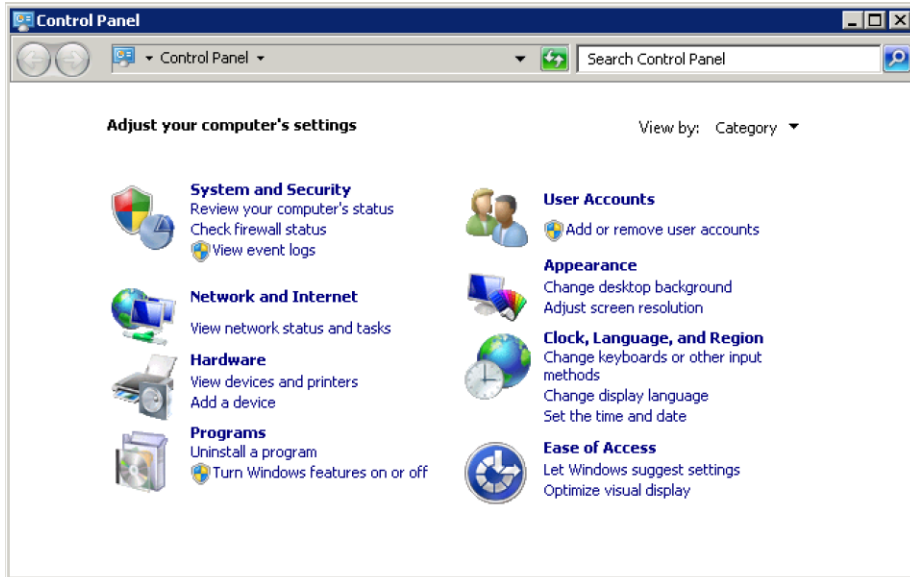 Control Panel
Control Panel
Search Control Panel
Adjust your computer's settings
View by: Category
System and Security
Review your computer's status
Check firewall status
View event logs
Network and Internet
View network status and tasks
Hardware
View devices and printers
Add a device
Programs
Uninstall a program
Turn Windows features on or off
User Accounts
Add or remove user accounts
Appearance
Change desktop background
Adjust screen resolution
Clock, Language, and Region
Change keyboards or other input
methods
Change display language
Set the time and date
Ease of Access
Let Windows suggest settings
Optimize visual display